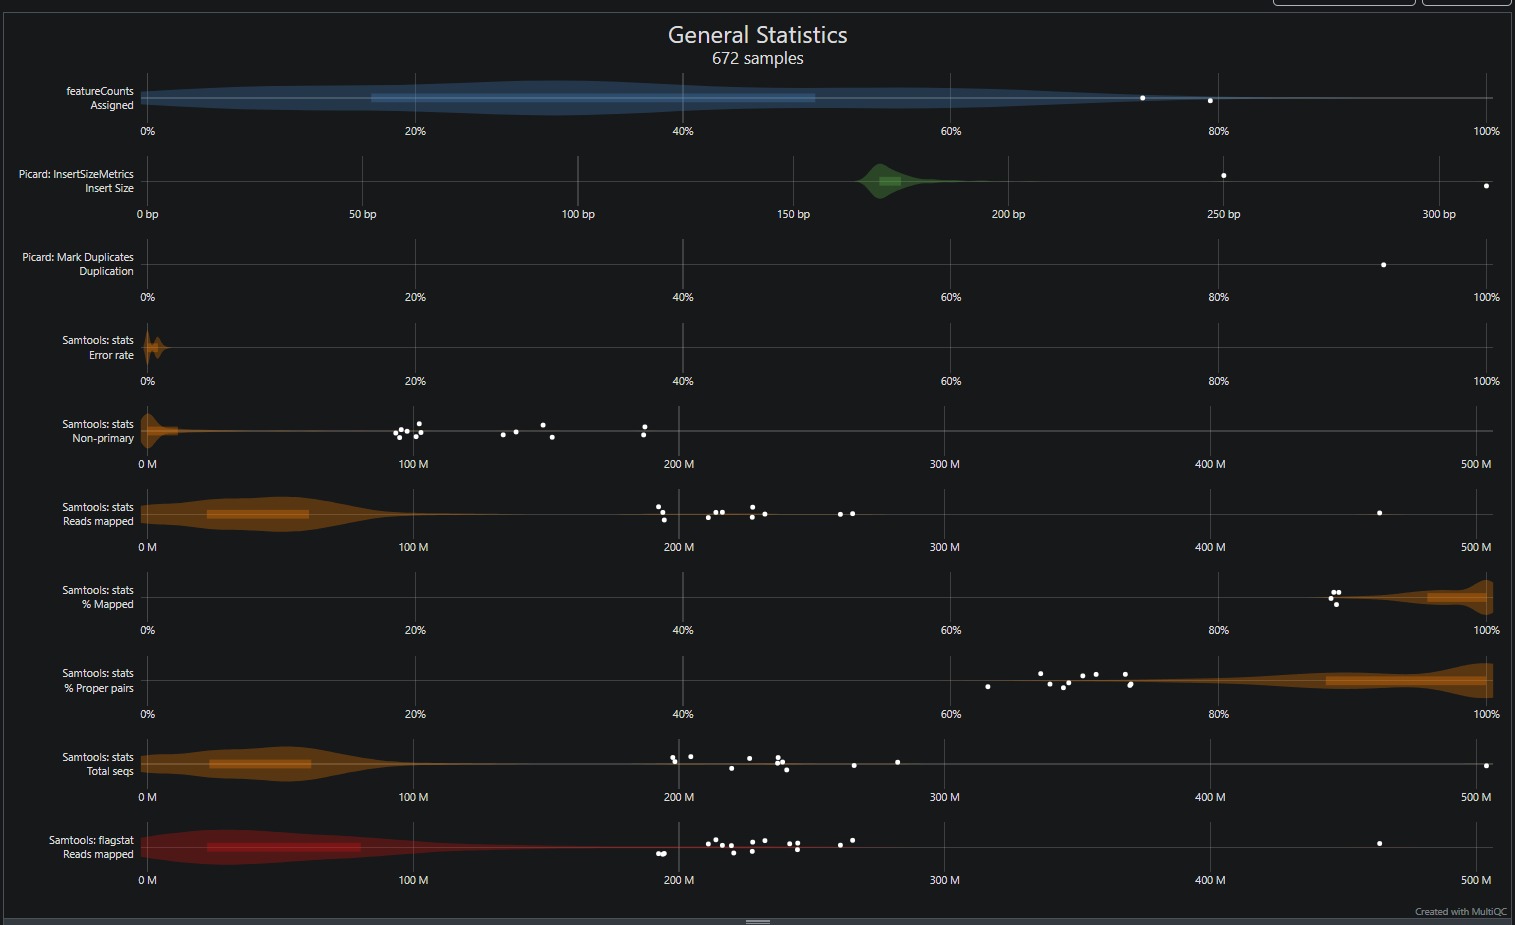 General Statistics
672 samples
featureCounts
Assigned
0% 20% 40% 60% 80% 100%
Picard: InsertSizeMetrics
Insert Size
0 bp 50 bp 100 bp 150 bp 200 bp 250 bp 300 bp
Picard: Mark Duplicates
Duplication
0% 20% 40% 60% 80% 100%
Samtools: stats
Error rate
0% 20% 40% 60% 80% 100%
Samtools: stats
Non-primary
0 M 100 M 200 M 300 M 400 M 500 M
Samtools: stats
Reads mapped
0 M 100 M 200 M 300 M 400 M 500 M
Samtools: stats
% Mapped
0% 20% 40% 60% 80% 100%
Samtools: stats
% Proper pairs
0% 20% 40% 60% 80% 100%
Samtools: stats
Total seqs
0 M 100 M 200 M 300 M 400 M 500 M
Samtools: flagstat
Reads mapped
0 M 100 M 200 M 300 M 400 M 500 M
Created with MultiQC